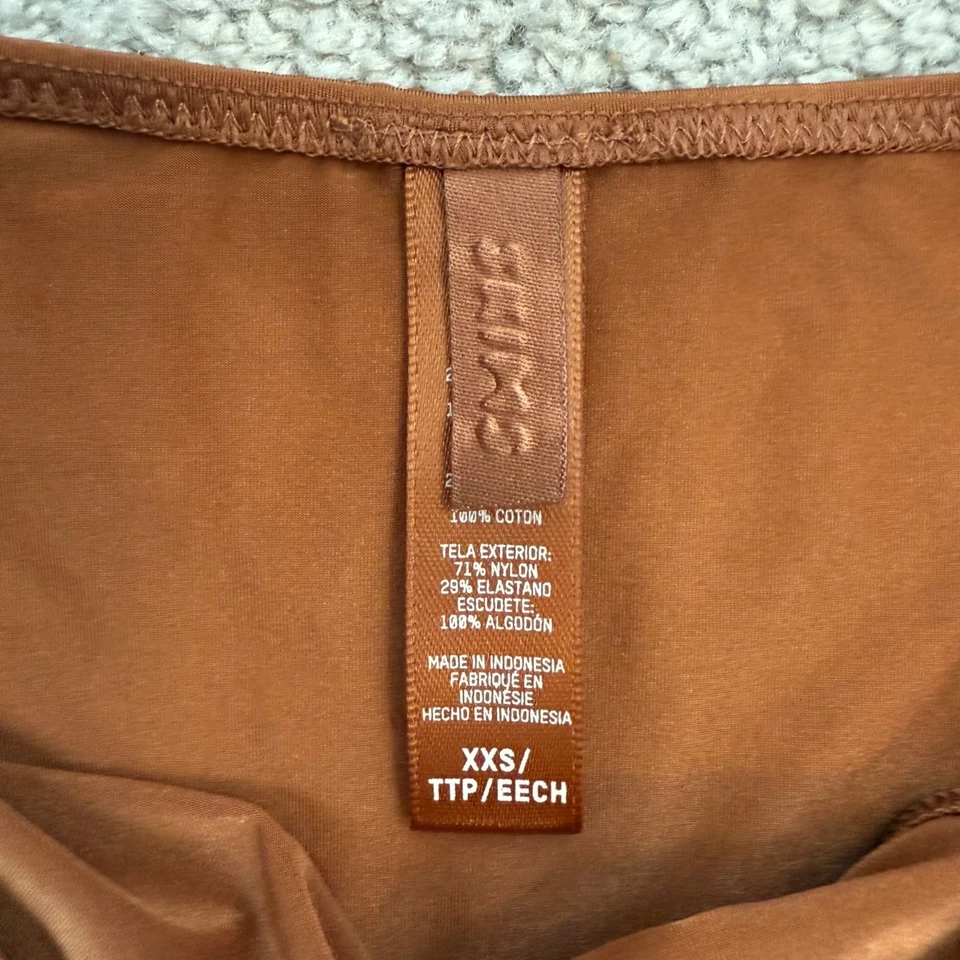 SKIMS
100% COTON
TELA EXTERIOR:
71% NYLON
29% ELASTANO
ESCUDETE:
100% ALGODÓN
MADE IN INDONESIA
FABRIQUÉ EN
INDONÉSIE
HECHO EN INDONESIA
XXS/
TTP/EECH